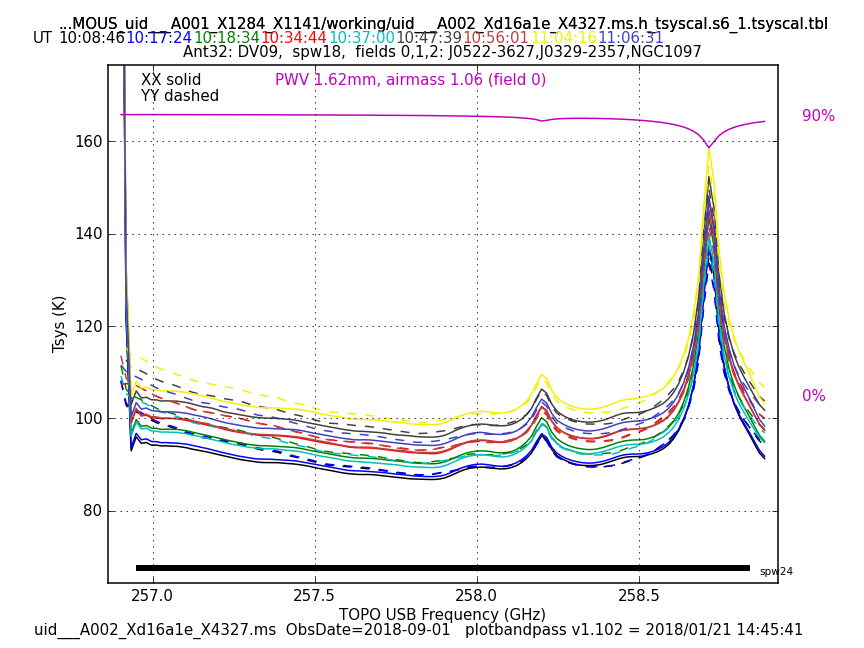 ...MOUS_uid___A001_X1284_X1141/working/uid___A002_Xd16a1e_X4327.ms.h_tsyscal.s6_1.tsyscal.tbl
UT 10:08:46 10:17:24 10:18:34 10:34:44 10:37:00 10:47:39 10:56:01 11:04:16 11:06:31
Ant32: DV09, spw18, fields 0,1,2: J0522-3627,J0329-2357,NGC1097
XX solid
YY dashed
PWV 1.62mm, airmass 1.06 (field 0)
90%
0%
160
140
120
100
80
Tsys (K)
spw24
257.0 257.5 258.0 258.5
TOPO USB Frequency (GHz)
uid___A002_Xd16a1e_X4327.ms ObsDate=2018-09-01 plotbandpass v1.102 = 2018/01/21 14:45:41